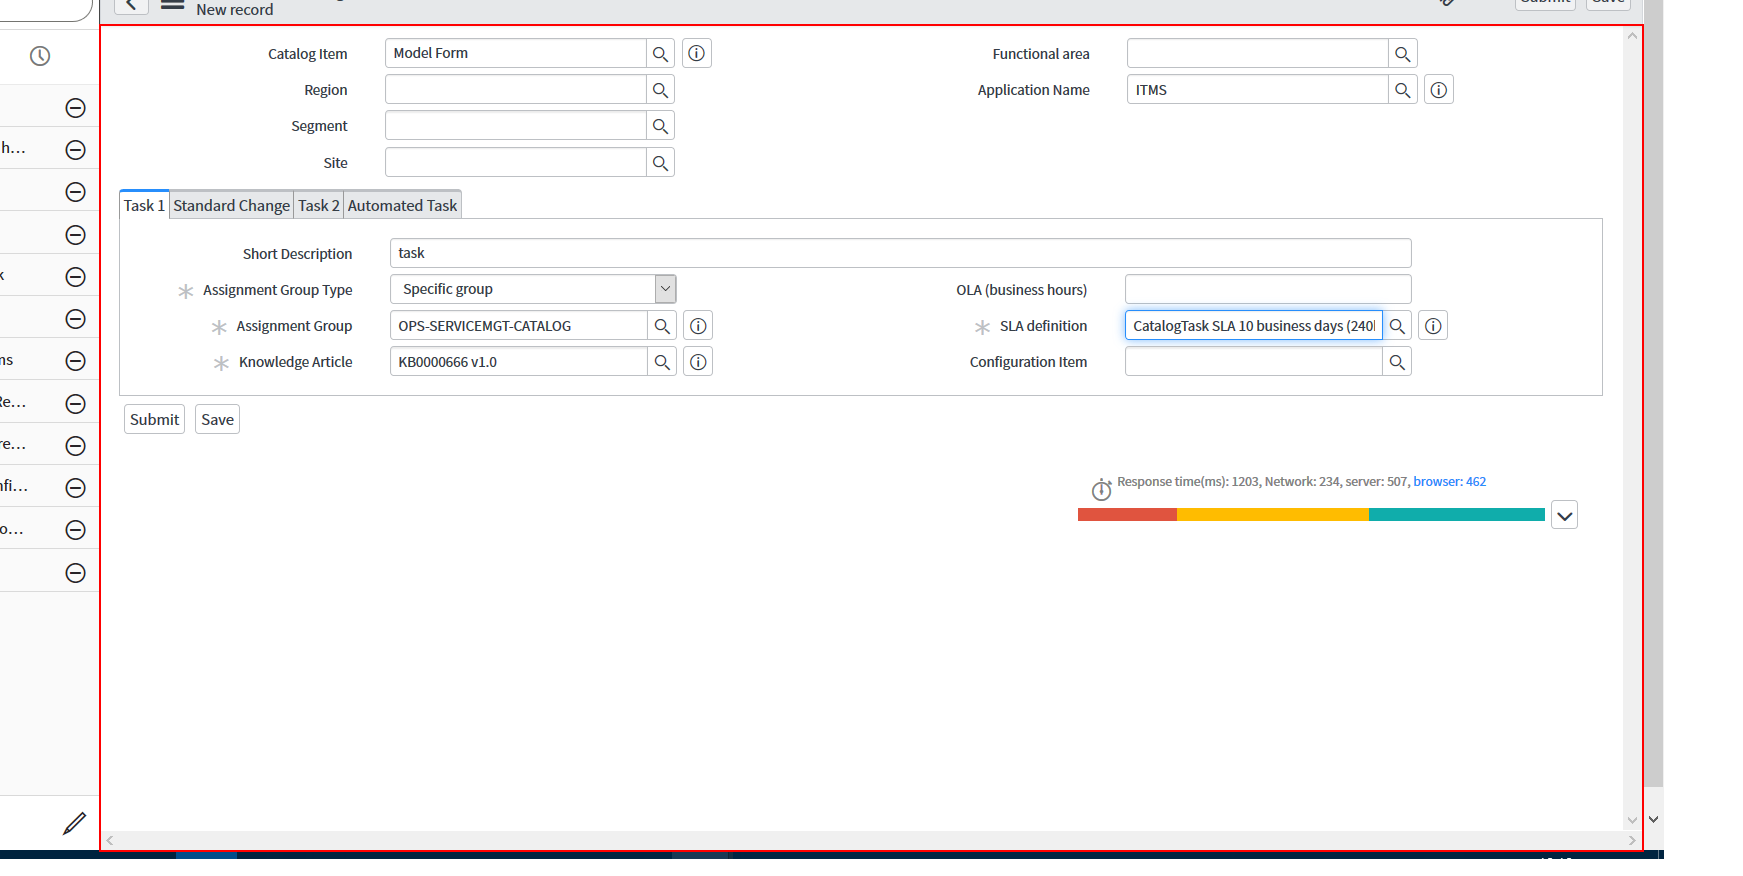 New record
Catalog Item Model Form Functional area
Region Application Name ITMS
Segment
Site
Task 1 Standard Change Task 2 Automated Task
Short Description task
Assignment Group Type Specific group OLA (business hours)
Assignment Group OPS-SERVICEMGT-CATALOG SLA definition CatalogTask SLA 10 business days (240
Knowledge Article KB0000666 v1.0 Configuration Item
Submit Save
Response time(ms): 1203, Network: 234, server: 507, browser: 462
h...
k
ns
Re...
re...
nfi...
o...